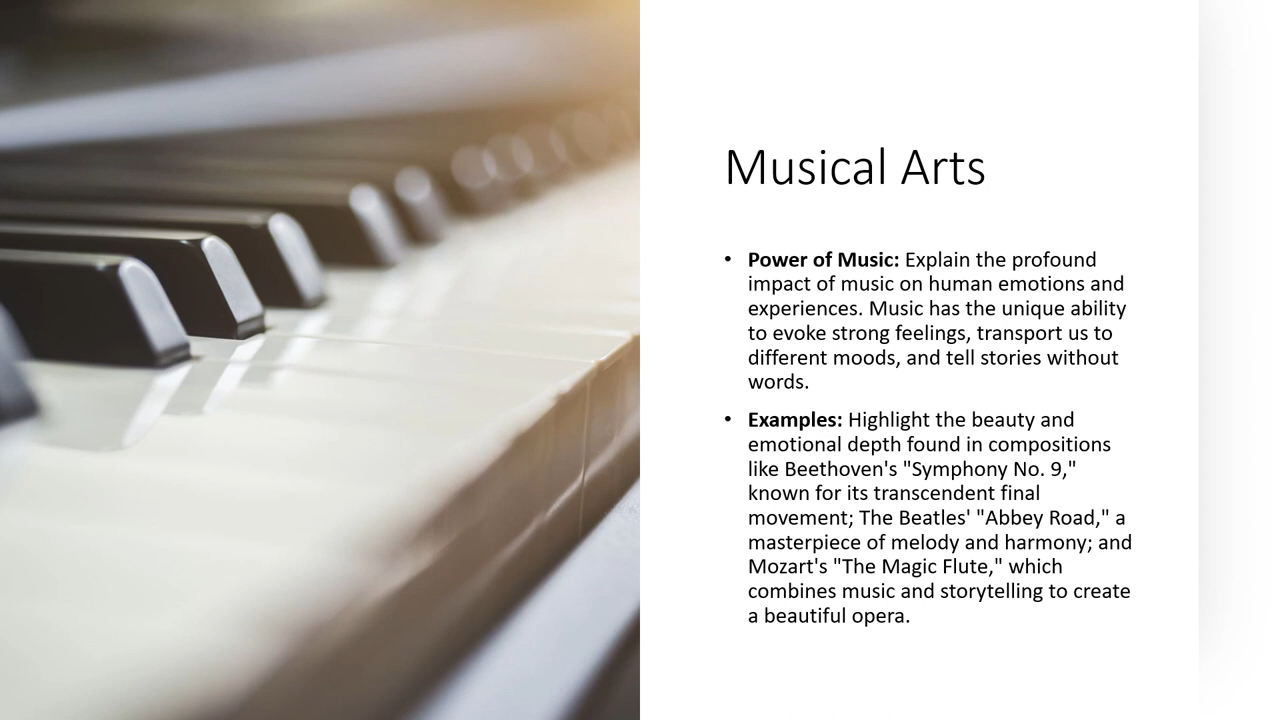 Musical Arts
• Power of Music: Explain the profound
impact of music on human emotions and
experiences. Music has the unique ability
to evoke strong feelings, transport us to
different moods, and tell stories without
words.
• Examples: Highlight the beauty and
emotional depth found in compositions
like Beethoven's "Symphony No. 9,"
known for its transcendent final
movement; The Beatles' "Abbey Road," a
masterpiece of melody and harmony; and
Mozart's "The Magic Flute," which
combines music and storytelling to create
a beautiful opera.